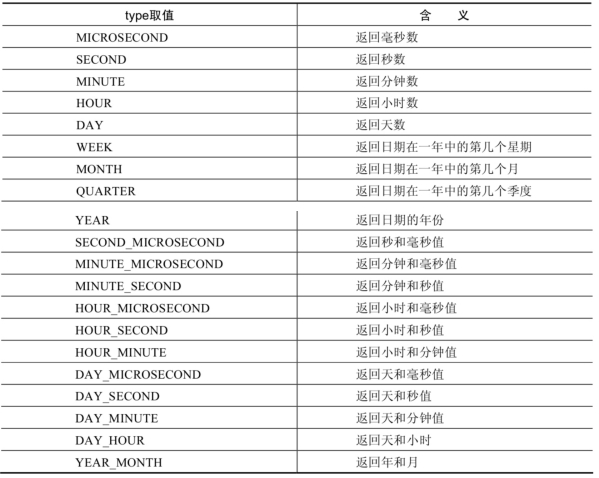 type取值 含 义
MICROSECOND 返回毫秒数
SECOND 返回秒数
MINUTE 返回分钟数
HOUR 返回小时数
DAY 返回天数
WEEK 返回日期在一年中的第几个星期
MONTH 返回日期在一年中的第几个月
QUARTER 返回日期在一年中的第几个季度
YEAR 返回日期的年份
SECOND_MICROSECOND 返回秒和毫秒值
MINUTE_MICROSECOND 返回分钟和毫秒值
MINUTE_SECOND 返回分钟和秒值
HOUR_MICROSECOND 返回小时和毫秒值
HOUR_SECOND 返回小时和秒值
HOUR_MINUTE 返回小时和分钟值
DAY_MICROSECOND 返回天和毫秒值
DAY_SECOND 返回天和秒值
DAY_MINUTE 返回天和分钟值
DAY_HOUR 返回天和小时
YEAR_MONTH 返回年和月